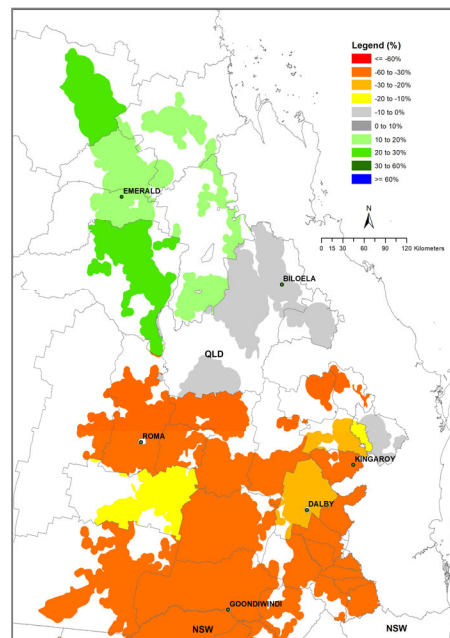 Legend (%)
<= -60%
-60 to -30%
-30 to -20%
-20 to -10%
-10 to 0%
0 to 10%
10 to 20%
20 to 30%
30 to 60%
>= 60%
N
0 15 30 60 90 120 Kilometers
EMERALD
BILOELA
QLD
ROMA
KINGAROY
DALBY
GOONDIWINDI
NSW NSW